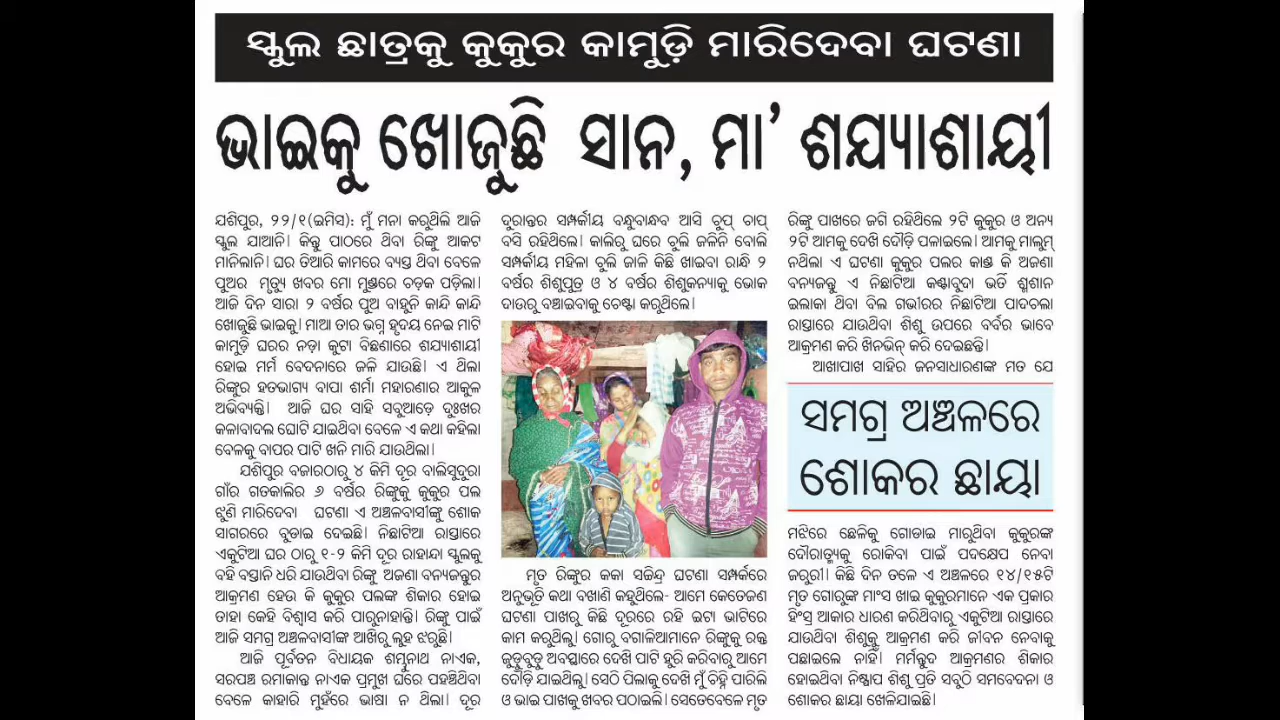 ସ୍କୁଲ ଛାତ୍ରକୁ କୁକୁର କାମୁଡ଼ି ମାରିଦେବା ଘଟଣା
ଭାଇକୁ ଖୋଜୁଛି ସାନ, ମା' ଶଯ୍ୟାଶାୟୀ
ଯଶିପୁର, ୨୨/୧(ଇମିସ): ମୁଁ ମନା କରୁଥିଲି ଆଜି
ସ୍କୁଲ ଯାଆନି। କିନ୍ତୁ ପାଠରେ ଥିବା ରିଙ୍କୁ ଆକଟ
ମାନିଲାନି। ଘର ତିଆରି କାମରେ ବ୍ୟସ୍ତ ଥିବା ବେଳେ
ପୁଅର ମୃତ୍ୟୁ ଖବର ମୋ ମୁଣ୍ଡରେ ଚଡ଼କ ପଡ଼ିଲା।
ଆଜି ଦିନ ସାରା ୨ ବର୍ଷର ପୁଅ ବାହୁନି କାନ୍ଦି କାନ୍ଦି
ଖୋଜୁଛି ଭାଇକୁ। ମାଆ ତାର ଭଗ୍ନ ହୃଦୟ ନେଇ ମାଟି
କାମୁଡ଼ି ଘରର ନଡ଼ା କୁଟା ବିଛଣାରେ ଶଯ୍ୟାଶାୟୀ
ହୋଇ ମର୍ମ ବେଦନାରେ ଜଳି ଯାଉଛି। ଏ ଥିଲା
ରିଙ୍କୁର ହତଭାଗ୍ୟ ବାପା ଶର୍ମା ମହାରଣାର ଆକୁଳ
ଅଭିବ୍ୟକ୍ତି। ଆଜି ଘର ସାହି ସବୁଆଡ଼େ ଦୁଃଖର
କଳାବାଦଲ ଘୋଟି ଯାଇଥିବା ବେଳେ ଏ କଥା କହିଲା
ବେଳକୁ ବାପର ପାଟି ଖନି ମାରି ଯାଉଥିଲା।
ଯଶିପୁର ବଜାରଠାରୁ ୪ କିମି ଦୂର ବାଲିସୁଦୁରା
ଗାଁର ଗତକାଲିର ୬ ବର୍ଷର ରିଙ୍କୁକୁ କୁକୁର ପଲ
ଝୁଣି ମାରିଦେବା ଘଟଣା ଏ ଅଞ୍ଚଳବାସୀଙ୍କୁ ଶୋକ
ସାଗରରେ ବୁଡାଇ ଦେଇଛି। ନିଛାଟିଆ ରାସ୍ତାରେ
ଏକୁଟିଆ ଘର ଠାରୁ ୧-୨ କିମି ଦୂର ରାହାନ୍ଦା ସ୍କୁଲକୁ
ବହି ବସ୍ତାନି ଧରି ଯାଉଥିବା ରିଙ୍କୁ ଅଜଣା ବନ୍ୟଜନ୍ତୁର
ଆକ୍ରମଣ ହେଉ କି କୁକୁର ପଲଙ୍କ ଶିକାର ହୋଇ
ତାହା କେହି ବିଶ୍ୱାସ କରି ପାରୁନାହାନ୍ତି। ରିଙ୍କୁ ପାଇଁ
ଆଜି ସମଗ୍ର ଅଞ୍ଚଳବାସୀଙ୍କ ଆଖିରୁ ଲୁହ ଝରୁଛି।
ଆଜି ପୂର୍ବତନ ବିଧାୟକ ଶମ୍ଭୁନାଥ ନାଏକ,
ସରପଞ୍ଚ ରମାକାନ୍ତ ନାଏକ ପ୍ରମୁଖ ଘରେ ପହଞ୍ଚିଥିବା
ବେଳେ କାହାରି ମୁହଁରେ ଭାଷା ନ ଥିଲା। ଦୂର
ଦୁରାନ୍ତର ସମ୍ପର୍କୀୟ ବନ୍ଧୁବାନ୍ଧବ ଆସି ଚୁପ୍ ଚାପ୍
ବସି ରହିଥିଲେ। କାଲିରୁ ଘରେ ଚୁଲି ଜଳିନି ବୋଲି
ସମ୍ପର୍କୀୟ ମହିଳା ଚୁଲି ଜାଳି କିଛି ଖାଇବା ରାନ୍ଧି ୨
ବର୍ଷର ଶିଶୁପୁତ୍ର ଓ ୪ ବର୍ଷର ଶିଶୁକନ୍ୟାକୁ ଭୋକ
ଦାଉରୁ ବଞ୍ଚାଇବାକୁ ଚେଷ୍ଟା କରୁଥିଲେ।
ମୃତ ରିଙ୍କୁର କକା ସଚ୍ଚିନ୍ଦ୍ର ଘଟଣା ସମ୍ପର୍କରେ
ଅନୁଭୂତି କଥା ବଖାଣି କହୁଥିଲେ- ଆମେ କେତେଜଣ
ଘଟଣା ପାଖରୁ କିଛି ଦୂରରେ ରହି ଇଟା ଭାଟିରେ
କାମ କରୁଥିଲୁ। ଗୋରୁ ବଗାଳିଆମାନେ ରିଙ୍କୁକୁ ରକ୍ତ
ଜୁଡୁବୁଡୁ ଅବସ୍ଥାରେ ଦେଖି ପାଟି ହୁରି କରିବାରୁ ଆମେ
ଦୌଡ଼ି ଯାଇଥିଲୁ। ସେଠି ପିଲାକୁ ଦେଖି ମୁଁ ଚିହ୍ନି ପାରିଲି
ଓ ଭାଇ ପାଖକୁ ଖବର ପଠାଇଲି। ସେତେବେଳେ ମୃତ
ରିଙ୍କୁ ପାଖରେ ଜଗି ରହିଥିଲେ ୨ଟି କୁକୁର ଓ ଅନ୍ୟ
୨ଟି ଆମକୁ ଦେଖି ଦୌଡ଼ି ପଳାଇଲେ। ଆମକୁ ମାଲୁମ୍
ନଥିଲା ଏ ଘଟଣା କୁକୁର ପଲର କାଣ୍ଡ କି ଅଜଣା
ବନ୍ୟଜନ୍ତୁ ଏ ନିଛାଟିଆ କଣ୍ଟାବୁଦା ଭର୍ତି ଶ୍ମଶାନ
ଇଲାକା ଥିବା ବିଲ ଗଭୀରର ନିଛାଟିଆ ପାଦଚଲା
ରାସ୍ତାରେ ଯାଉଥିବା ଶିଶୁ ଉପରେ ବର୍ବର ଭାବେ
ଆକ୍ରମଣ କରି ଖିନଭିନ୍ କରି ଦେଇଛନ୍ତି।
ଆଖାପାଖ ସାହିର ଜନସାଧାରଣଙ୍କ ମତ ଯେ
ସମଗ୍ର ଅଞ୍ଚଳରେ
ଶୋକର ଛାୟା
ମଝିରେ ଛେଳିକୁ ଗୋଡାଇ ମାରୁଥିବା କୁକୁରଙ୍କ
ଦୌରାତ୍ମ୍ୟକୁ ରୋକିବା ପାଇଁ ପଦକ୍ଷେପ ନେବା
ଜରୁରୀ। କିଛି ଦିନ ତଳେ ଏ ଅଞ୍ଚଳରେ ୧୪/୧୫ଟି
ମୃତ ଗୋରୁଙ୍କ ମାଂସ ଖାଇ କୁକୁରମାନେ ଏକ ପ୍ରକାର
ହିଂସ୍ର ଆକାର ଧାରଣ କରିଥିବାରୁ ଏକୁଟିଆ ରାସ୍ତାରେ
ଯାଉଥିବା ଶିଶୁକୁ ଆକ୍ରମଣ କରି ଜୀବନ ନେବାକୁ
ପଛାଇଲେ ନାହିଁ। ମର୍ମନ୍ତୁଦ ଆକ୍ରମଣର ଶିକାର
ହୋଇଥିବା ନିଷ୍ପାପ ଶିଶୁ ପ୍ରତି ସବୁଠି ସମବେଦନା ଓ
ଶୋକର ଛାୟା ଖେଳିଯାଇଛି।